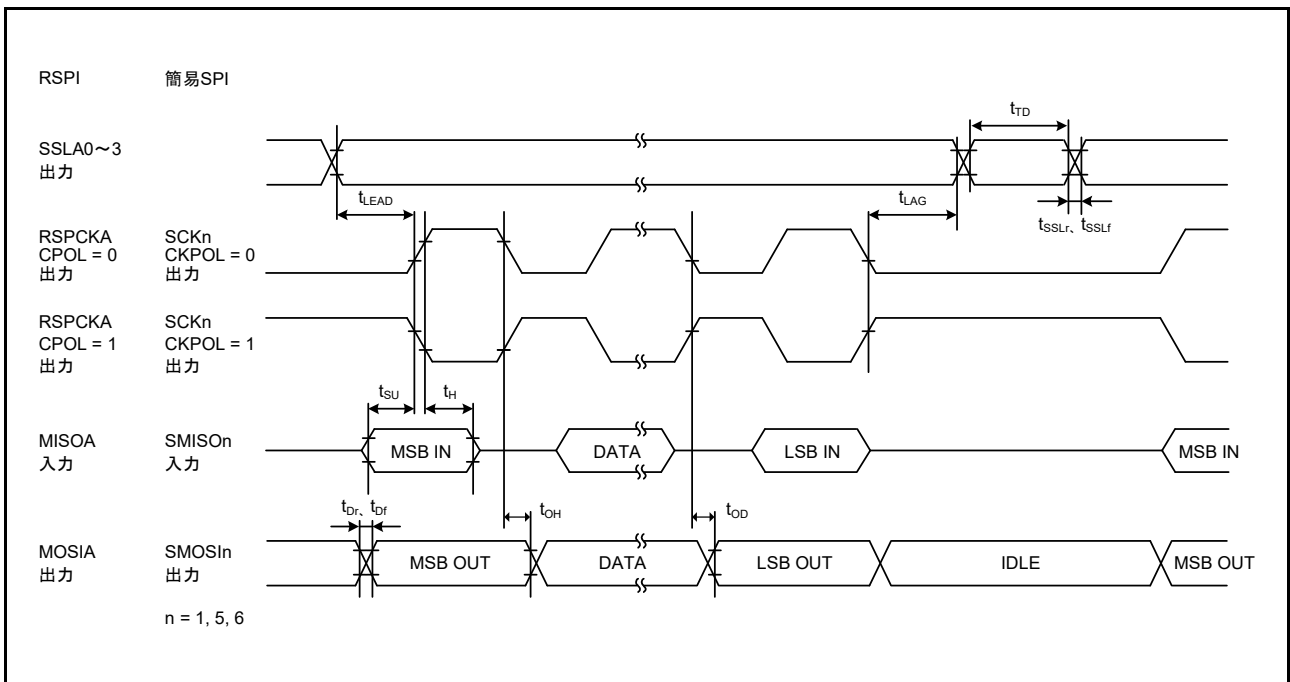 RSPI 簡易SPI
SSLA0～3
出力
tTD
tLEAD
tLAG
tSSLr、tSSLf
RSPCKA SCKn
CPOL = 0 CKPOL = 0
出力 出力
RSPCKA SCKn
CPOL = 1 CKPOL = 1
出力 出力
tSU tH
MISOA SMISOn
入力 入力
MSB IN DATA LSB IN MSB IN
tDr、tDf tOH tOD
MOSIA SMOSIn
出力 出力
MSB OUT DATA LSB OUT IDLE MSB OUT
n = 1, 5, 6